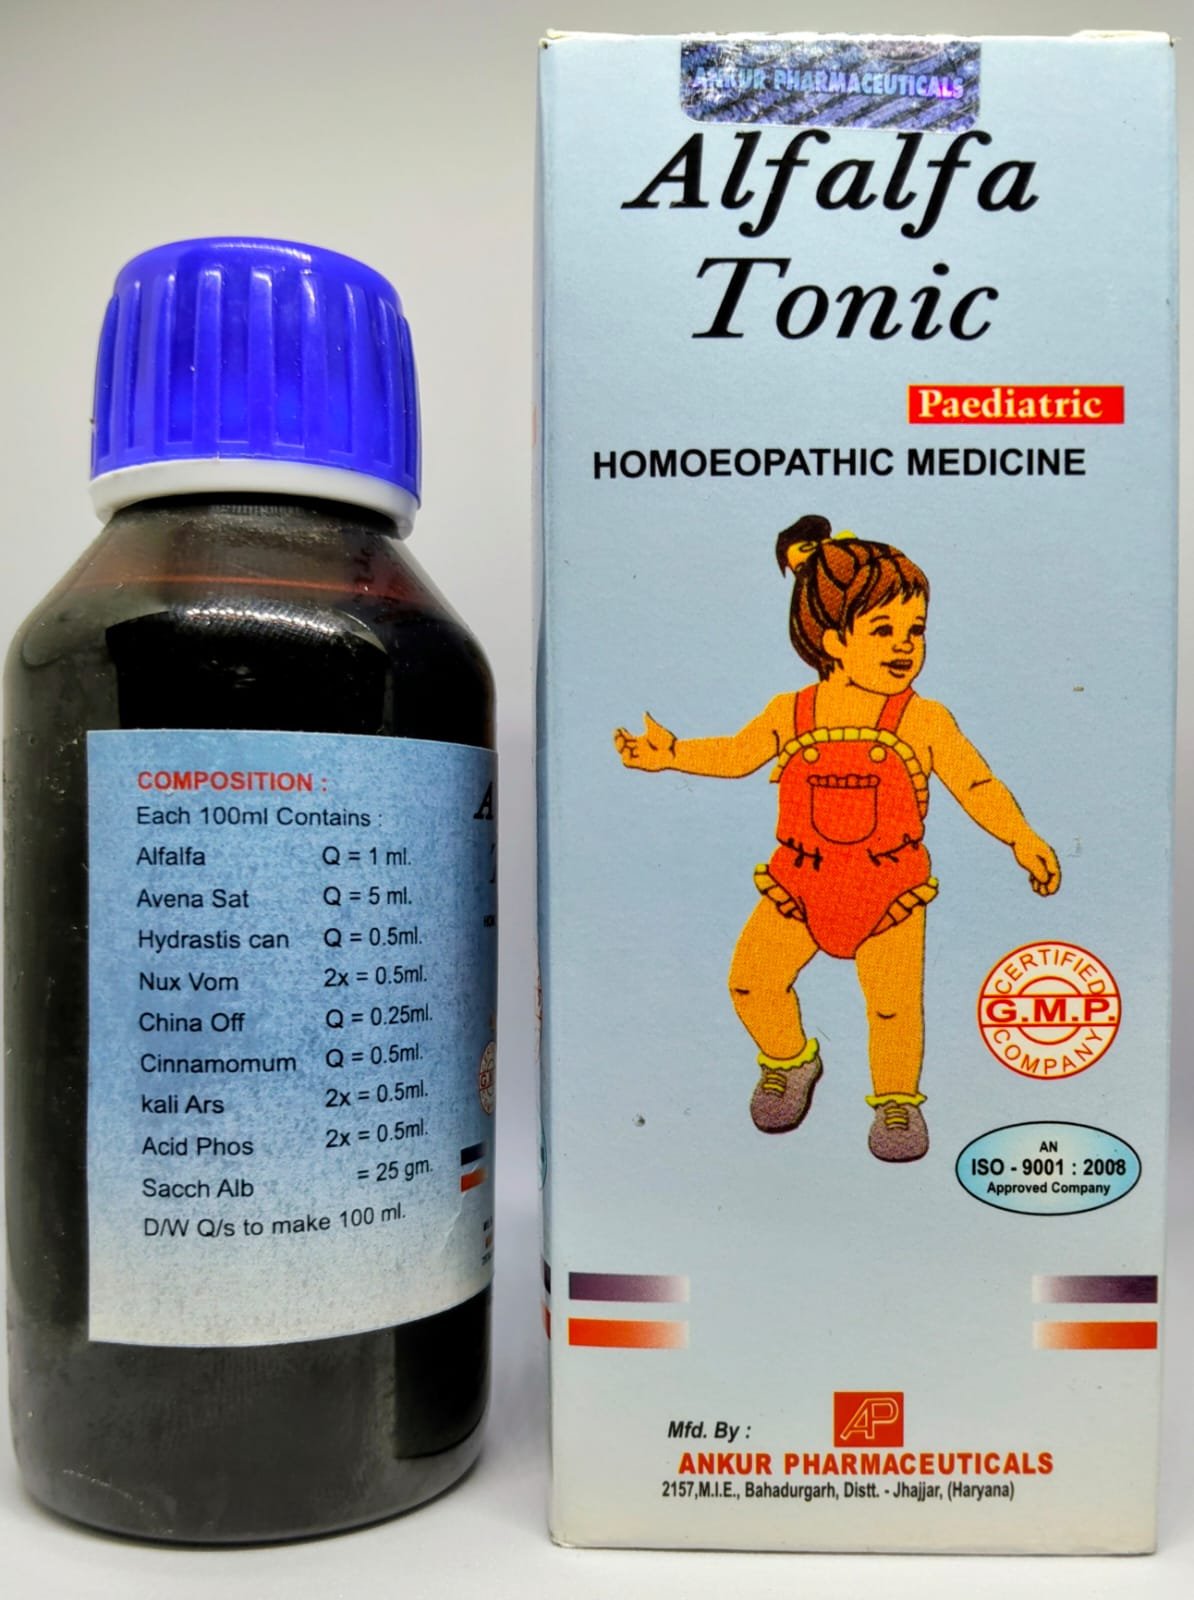 COMPOSITION :
Each 100ml Contains :
Alfalfa Q = 1 ml.
Avena Sat Q = 5 ml.
Hydrastis can Q = 0.5ml.
Nux Vom 2x = 0.5ml.
China Off Q = 0.25ml.
Cinnamomum Q = 0.5ml.
kali Ars 2x = 0.5ml.
Acid Phos 2x = 0.5ml.
Sacch Alb = 25 gm.
D/W Q/s to make 100 ml.
ANKUR PHARMACEUTICALS
Alfalfa
Tonic
Paediatric
HOMOEOPATHIC MEDICINE
CERTIFIED
G.M.P.
COMPANY
AN
ISO - 9001 : 2008
Approved Company
Mfd. By :
AP
ANKUR PHARMACEUTICALS
2157,M.I.E., Bahadurgarh, Distt. - Jhajjar, (Haryana)